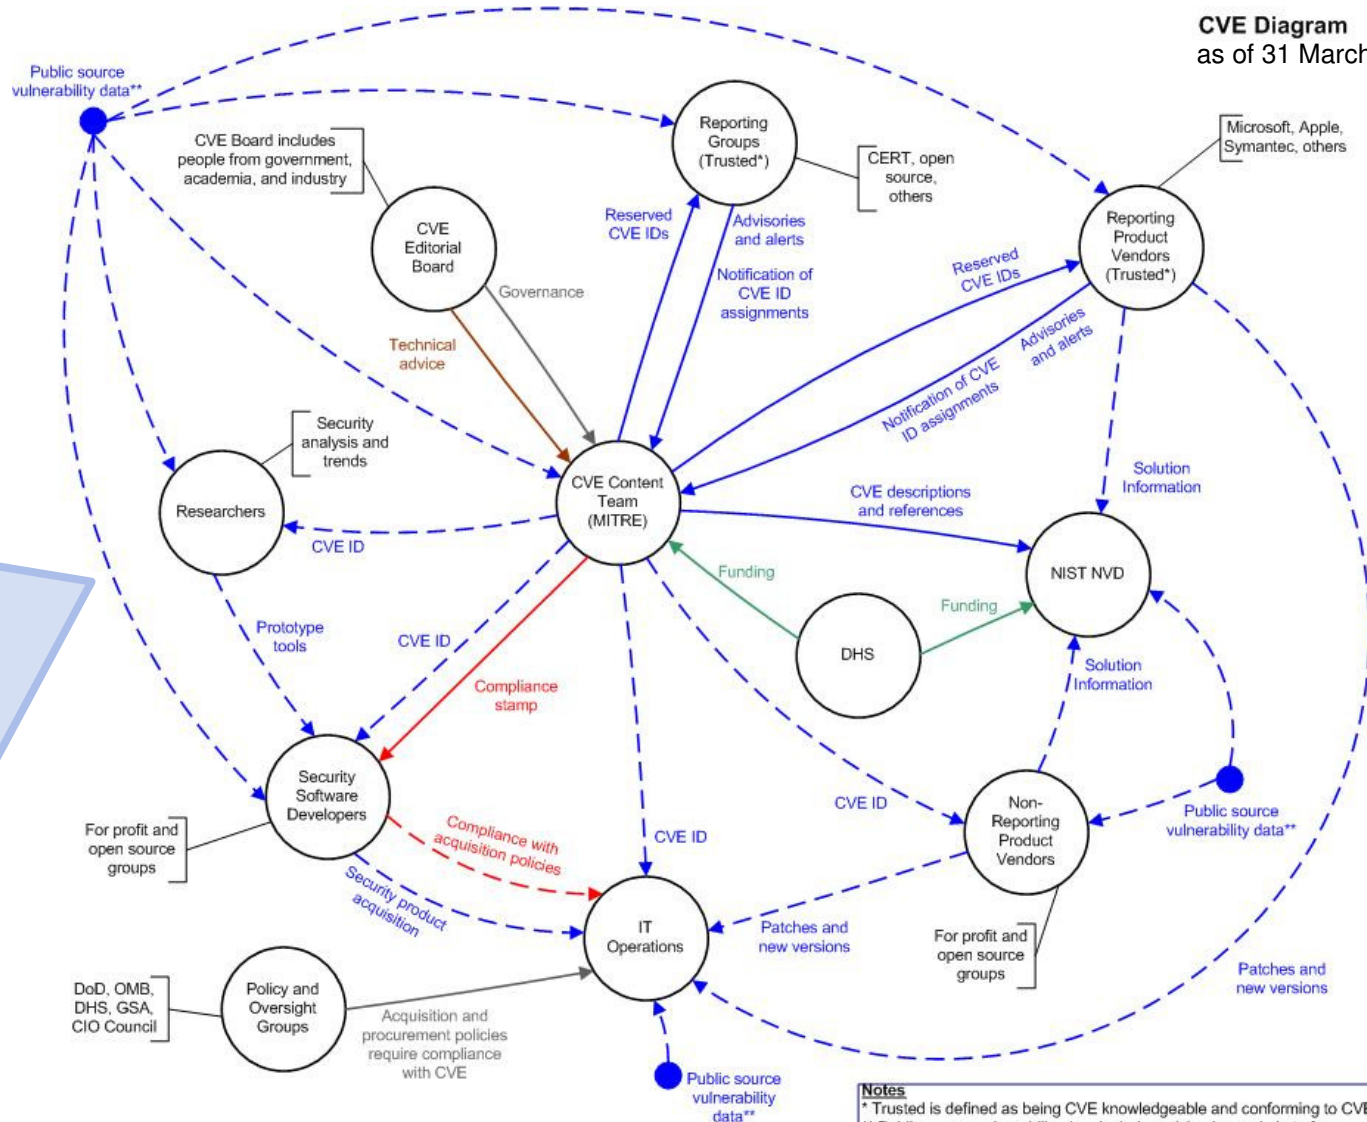 CVE Diagram
as of 31 March
Public source
vulnerability data**
CVE Board includes
people from government,
academia, and industry
Reporting
Groups
(Trusted*)
CERT, open
source,
others
Microsoft, Apple,
Symantec, others
CVE
Editorial
Board
Reporting
Product
Vendors
(Trusted*)
Reserved
CVE IDs
Advisories
and alerts
Notification of
CVE ID
assignments
Governance
Technical
advice
Reserved
CVE IDs
Advisories
and alerts
Notification of CVE
ID assignments
Security
analysis and
trends
Researchers
CVE Content
Team
(MITRE)
CVE descriptions
and references
Solution
Information
CVE ID
NIST NVD
Funding
Funding
DHS
Prototype
tools
CVE ID
Compliance
stamp
Solution
Information
Security
Software
Developers
For profit and
open source
groups
Compliance with
acquisition policies
Security product
acquisition
CVE ID
CVE ID
Non-
Reporting
Product
Vendors
Public source
vulnerability data**
IT
Operations
Patches and
new versions
For profit and
open source
groups
Patches and
new versions
DoD, OMB,
DHS, GSA,
CIO Council
Policy and
Oversight
Groups
Acquisition and
procurement policies
require compliance
with CVE
Public source
vulnerability
data**
Notes
* Trusted is defined as being CVE knowledgeable and conforming to CVE